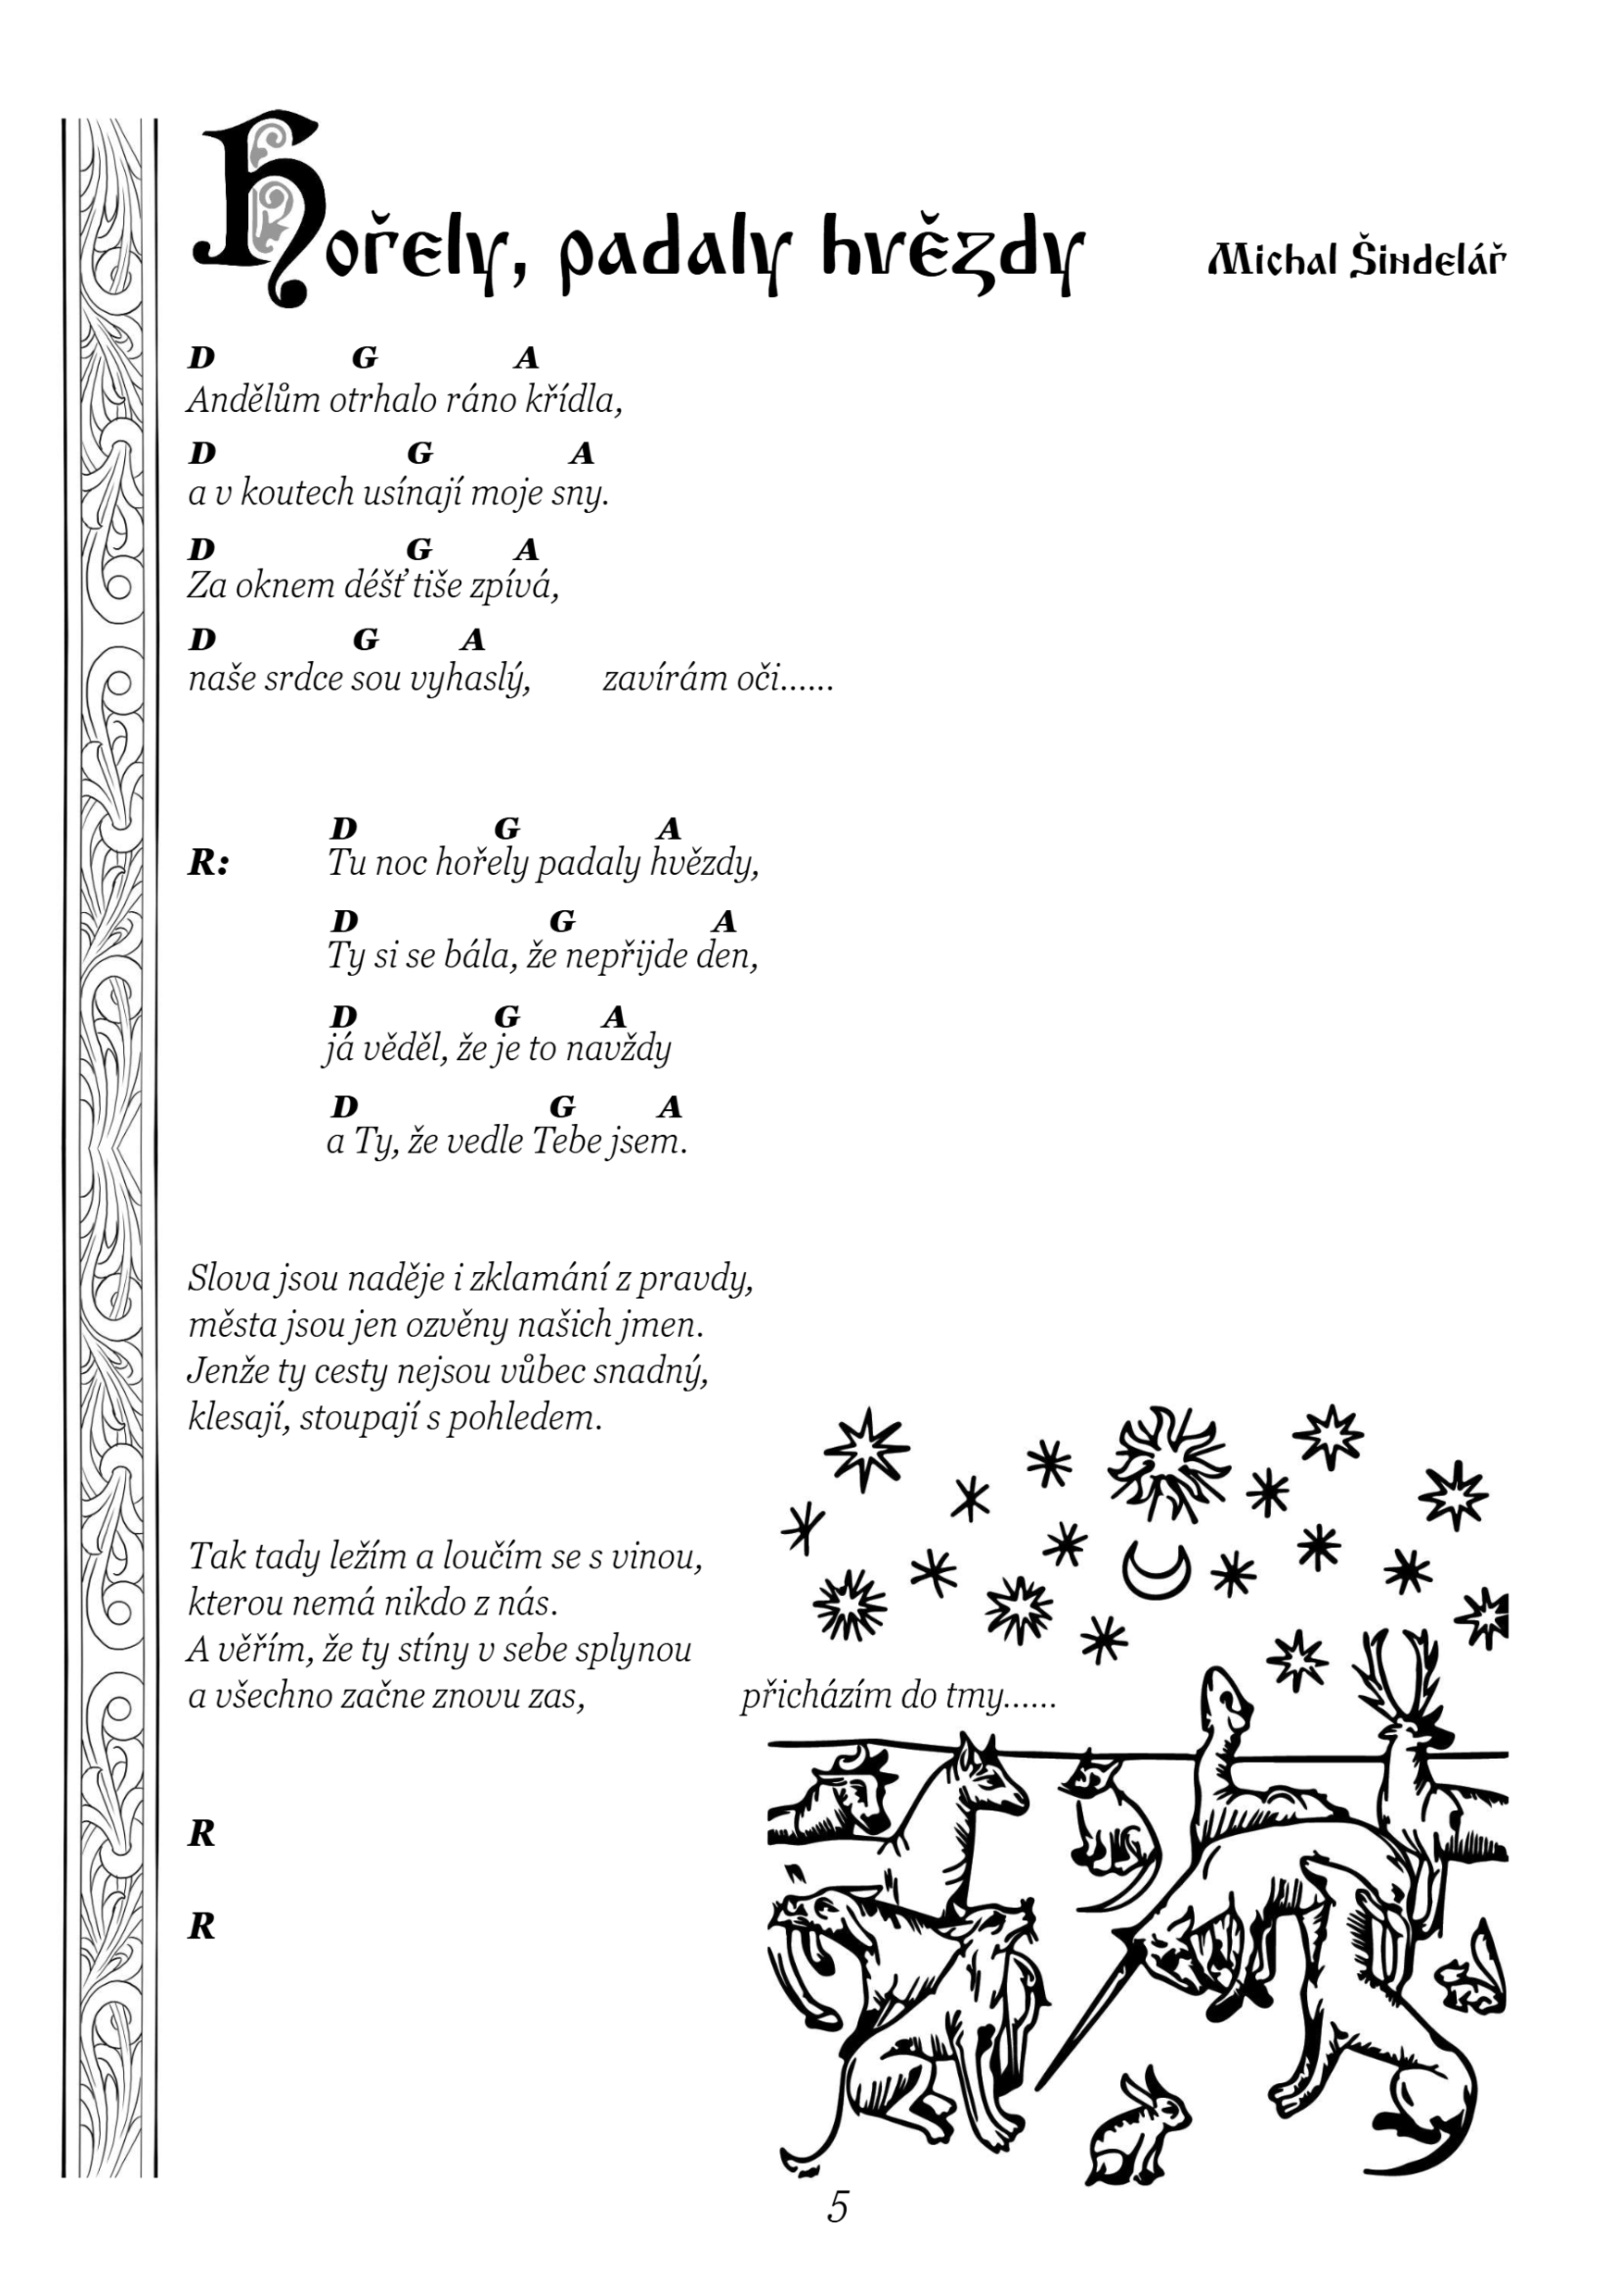 Hořely, padaly hvězdy Michal Šindelář
D G A
Andělům otrhalo ráno křídla,
D G A
a v koutech usínají moje sny.
D G A
Za oknem déšť tiše zpívá,
D G A
naše srdce sou vyhaslý, zavírám oči......
D G A
R: Tu noc hořely padaly hvězdy,
D G A
Ty si se bála, že nepřijde den,
D G A
já věděl, že je to navždy
D G A
a Ty, že vedle Tebe jsem.
Slova jsou naděje i zklamání z pravdy,
města jsou jen ozvěny našich jmen.
Jenže ty cesty nejsou vůbec snadný,
klesají, stoupají s pohledem.
Tak tady ležím a loučím se s vinou,
kterou nemá nikdo z nás.
A věřím, že ty stíny v sebe splynou
a všechno začne znovu zas, přicházím do tmy......
R
R
5